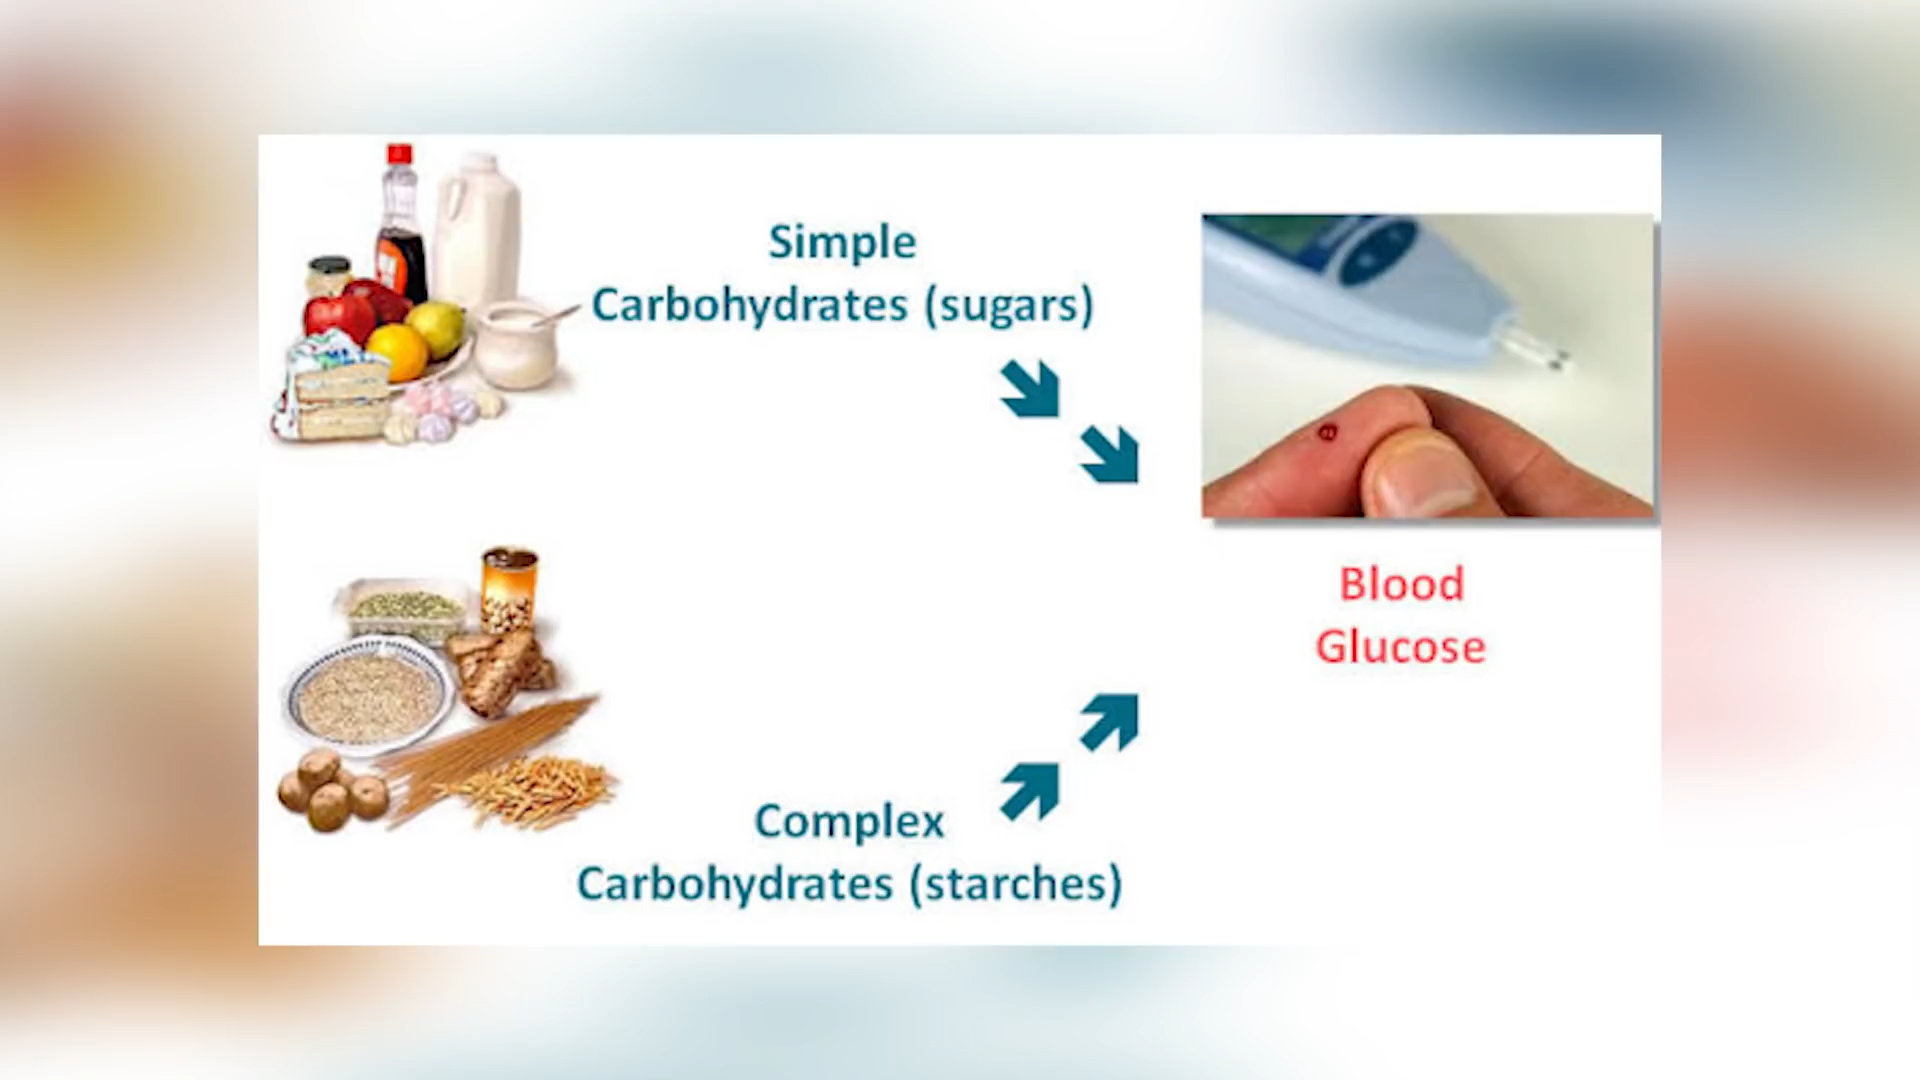 Simple
Carbohydrates (sugars)
Blood
Glucose
Complex
Carbohydrates (starches)